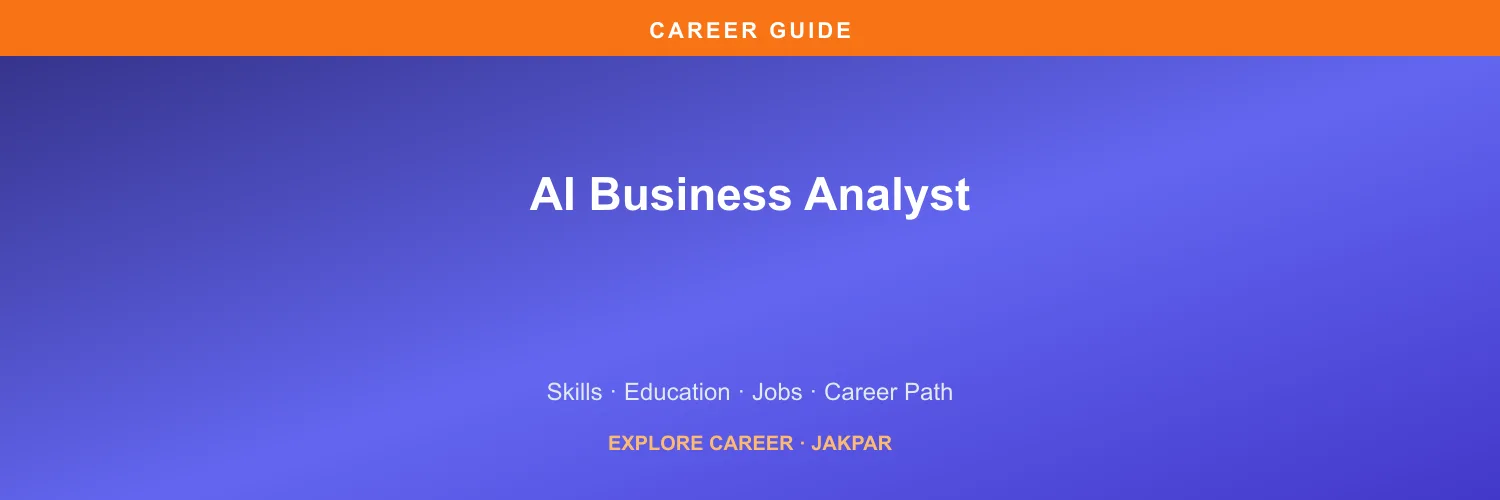 CAREER GUIDE
AI Business Analyst
Skills · Education · Jobs · Career Path
EXPLORE CAREER · JAKPAR